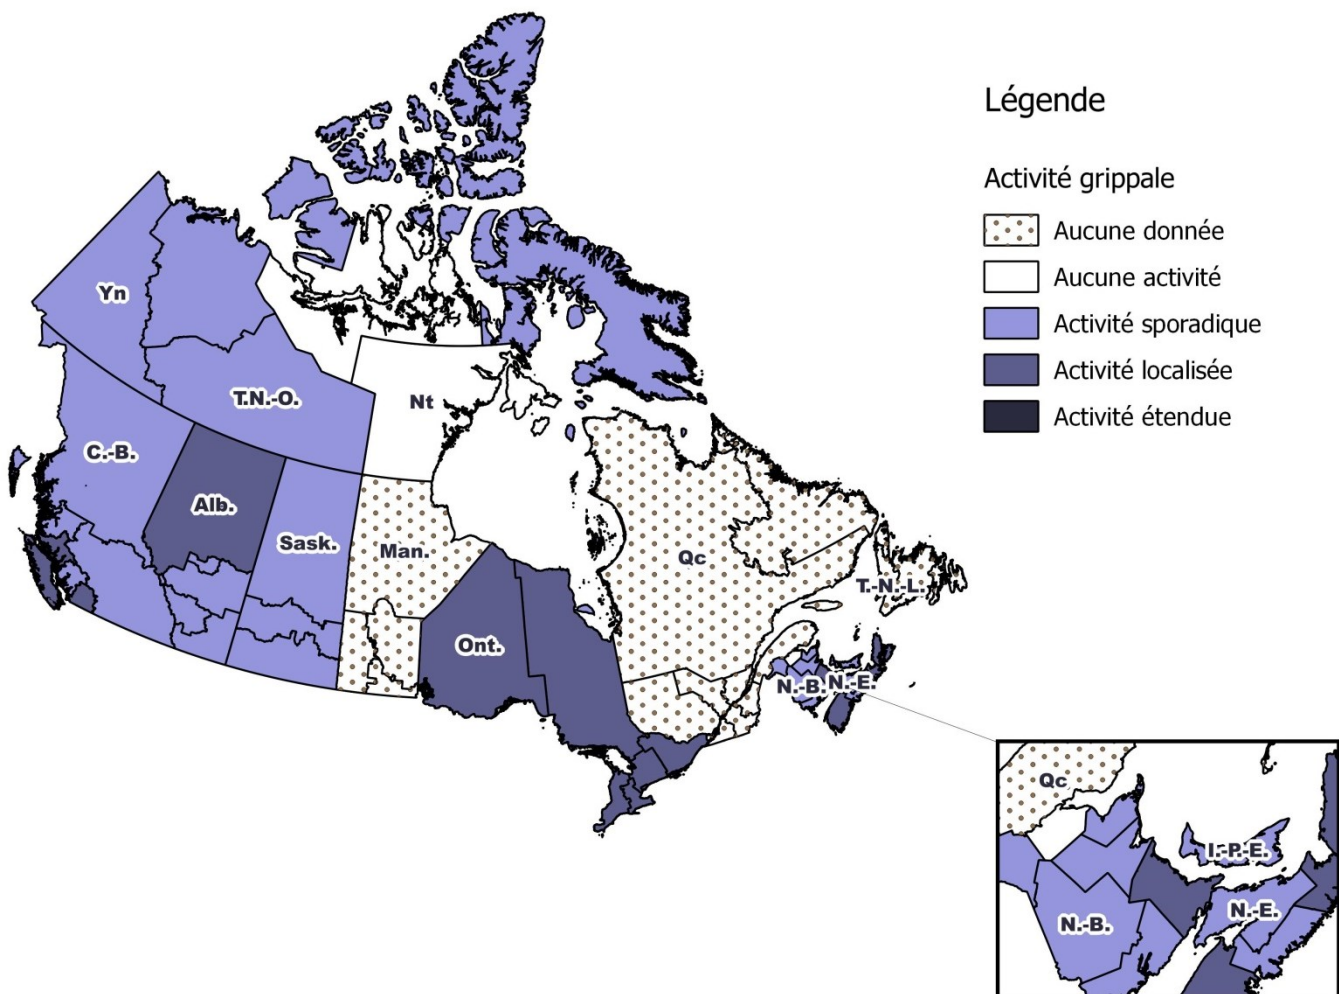 Légende
Activité grippale
Aucune donnée
Aucune activité
Activité sporadique
Activité localisée
Activité étendue
Yn
T.N.-O.
Nt
C.-B.
Alb.
Sask.
Man.
Qc
T.-N.-L.
Ont.
N.-B.
N.-E.
Qc
I.-P.-E.
N.-B.
N.-E.